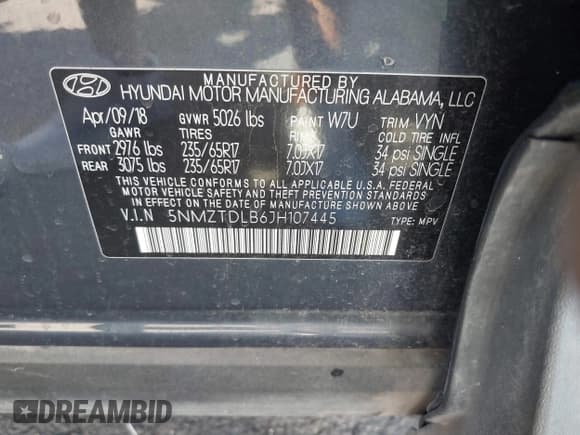 MANUFACTURED BY
HYUNDAI MOTOR MANUFACTURING ALABAMA, LLC
Apr/09/18 GVWR 5026 lbs PAINT W7U TRIM VYN
GAWR TIRES RIMS COLD TIRE INFL
FRONT 2976 lbs 235/65R17 7.0JX17 34 psi SINGLE
REAR 3075 lbs 235/65R17 7.0JX17 34 psi SINGLE
THIS VEHICLE CONFORMS TO ALL APPLICABLE U.S.A. FEDERAL
MOTOR VEHICLE SAFETY AND THEFT PREVENTION STANDARDS
IN EFFECT ON THE DATE OF MANUFACTURE SHOWN ABOVE.
V.I.N 5NMZTDLB6JH107445 TYPE: MPV
DREAMBID